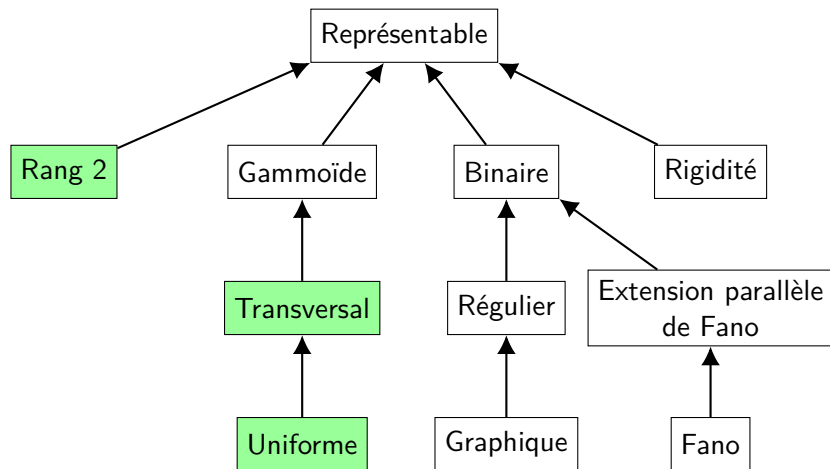 Représentable
Rang 2
Gammoïde
Binaire
Rigidité
Transversal
Régulier
Extension parallèle
de Fano
Uniforme
Graphique
Fano